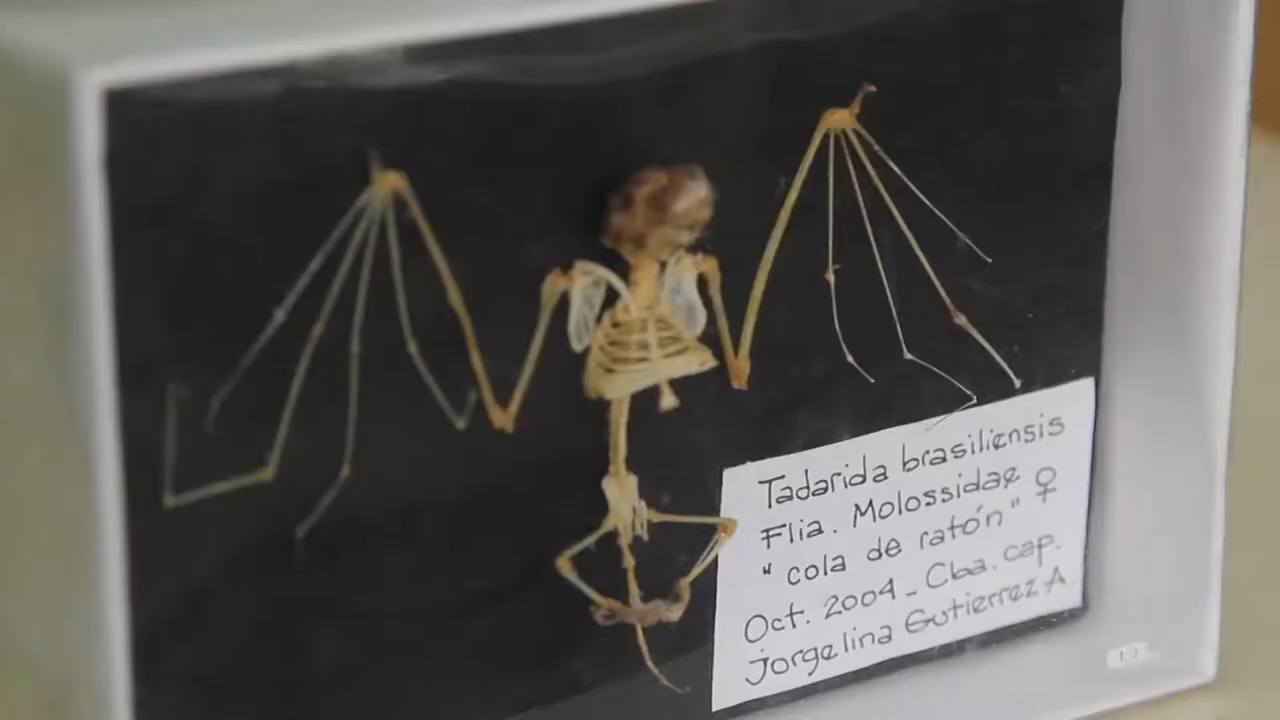 Tadarida brasiliensis
Flia. Molossidae ♀
"cola de ratón"
Oct. 2004 - Cba. cap.
Jorgelina Gutierrez A.